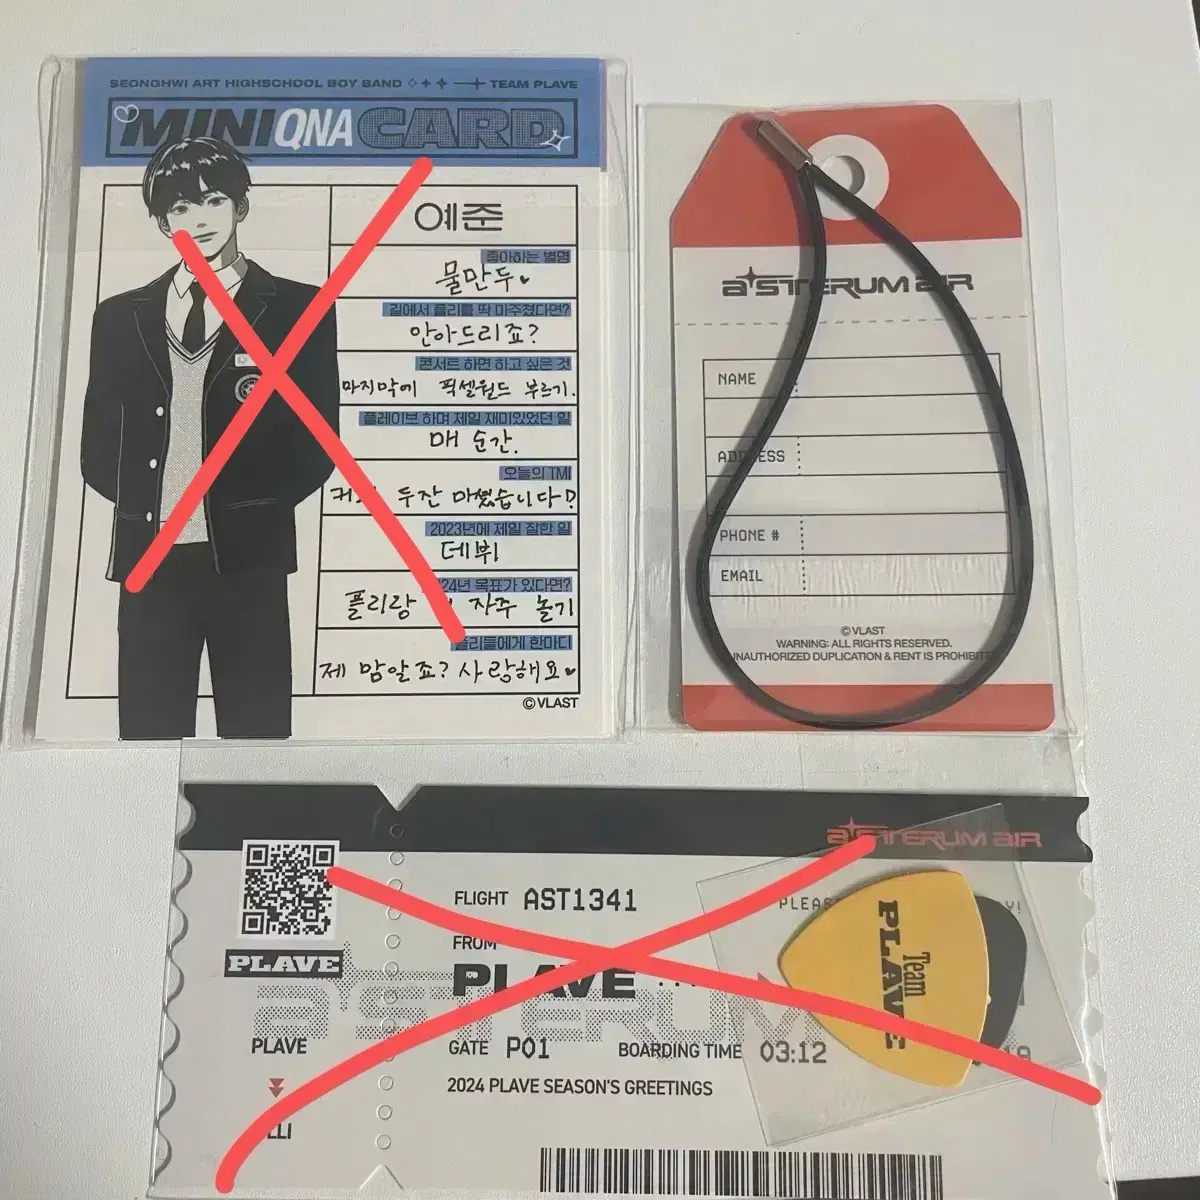 SEONGHWI ART HIGHSCHOOL BOY BAND TEAM PLAVE
MINI QNA CARD
예준
좋아하는 별명
물만두♥
길에서 플리를 딱 마주쳤다면?
안아드리죠?
콘서트 하면 하고 싶은 것
마지막에 픽셀월드 부르기.
플레이브 하며 제일 재미있었던 일
매 순간.
오늘의 TMI
두잔 마셨습니다?
2023년에 제일 잘한 일
데뷔
24년 목표가 있다면?
플리랑 자주 놀기
플리들에게 한마디
제 맘알죠? 사랑해요♥
©VLAST
asterum air
NAME
ADDRESS
PHONE #
EMAIL
©VLAST
WARNING: ALL RIGHTS RESERVED.
UNAUTHORIZED DUPLICATION & RENT IS PROHIBITE
asterum air
FLIGHT AST1341
FROM
PLAVE
GATE P01 BOARDING TIME 03:12
2024 PLAVE SEASON'S GREETINGS
PLAVE
asterum
PLAVE
LLI
Team
PLAVE